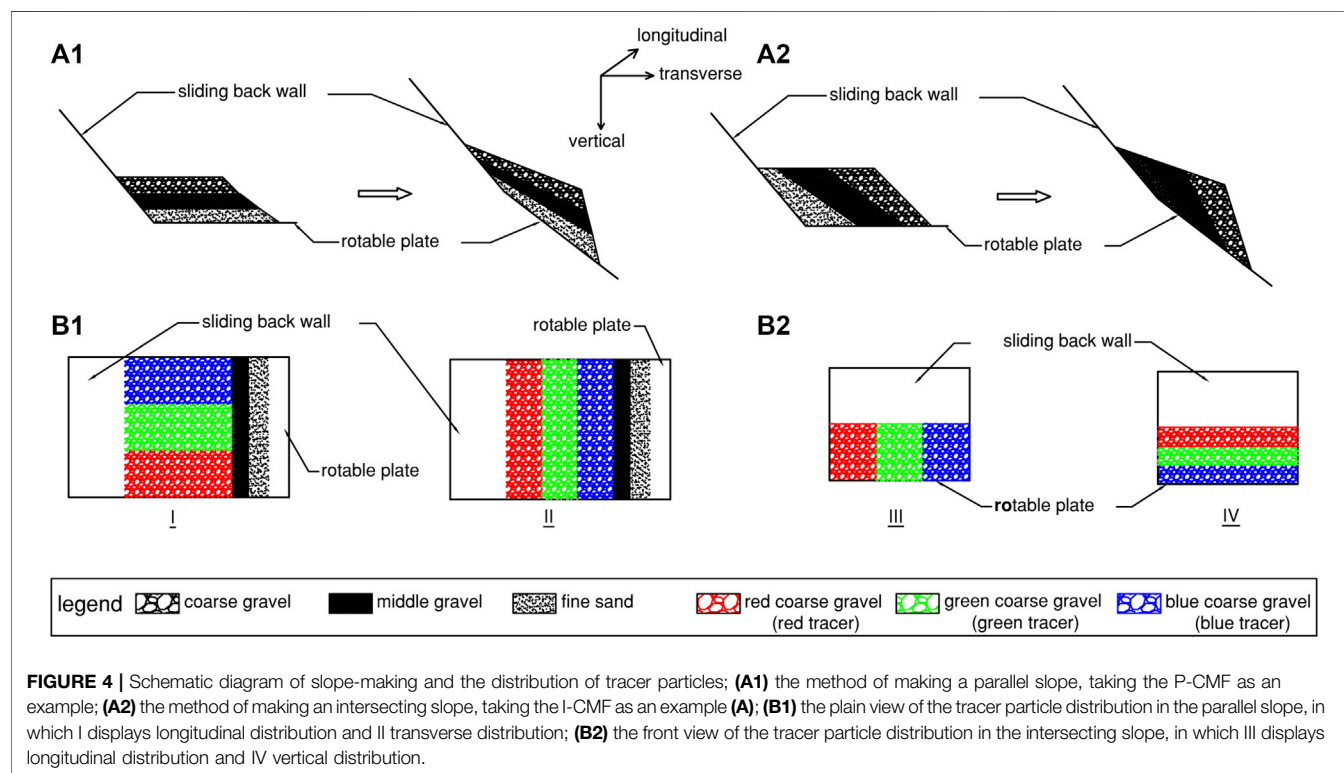 A1
longitudinal
transverse
vertical
sliding back wall
rotable plate
A2
sliding back wall
rotable plate
B1
sliding back wall
rotable plate
rotable plate
I
II
B2
sliding back wall
rotable plate
III
IV
legend
coarse gravel
middle gravel
fine sand
red coarse gravel
(red tracer)
green coarse gravel
(green tracer)
blue coarse gravel
(blue tracer)
FIGURE 4 | Schematic diagram of slope-making and the distribution of tracer particles; (A1) the method of making a parallel slope, taking the P-CMF as an
example; (A2) the method of making an intersecting slope, taking the I-CMF as an example (A); (B1) the plain view of the tracer particle distribution in the parallel slope, in
which I displays longitudinal distribution and II transverse distribution; (B2) the front view of the tracer particle distribution in the intersecting slope, in which III displays
longitudinal distribution and IV vertical distribution.